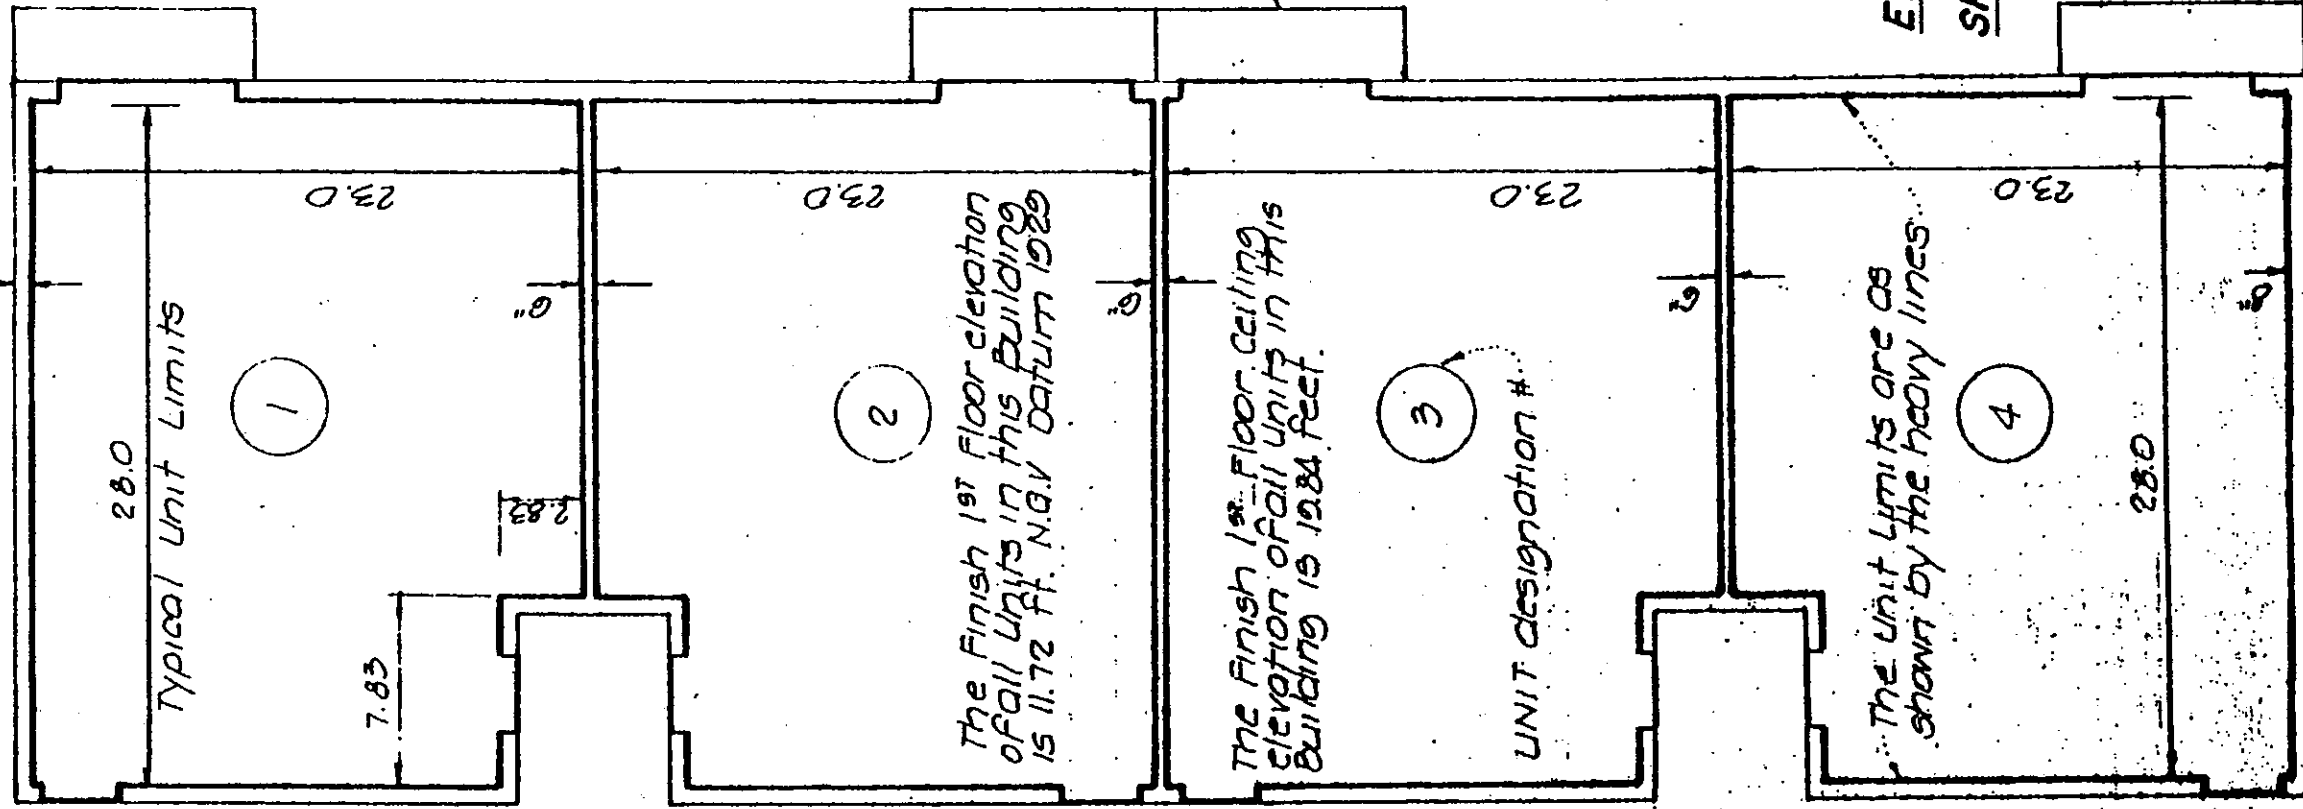 28.0
Typical Unit Limits
1
23.0
6"
2.83
7.83
2
23.0
The Finish 1ST Floor elevation
of all Units in this Building
is 11.72 ft. N.G.V Datum 1929
6"
The Finish 1ST Floor Ceiling
elevation of all Units in this
Building is 19.84 feet.
3
23.0
UNIT designation #
6"
The Unit Limits are as
shown by the heavy lines
4
23.0
28.0
8"